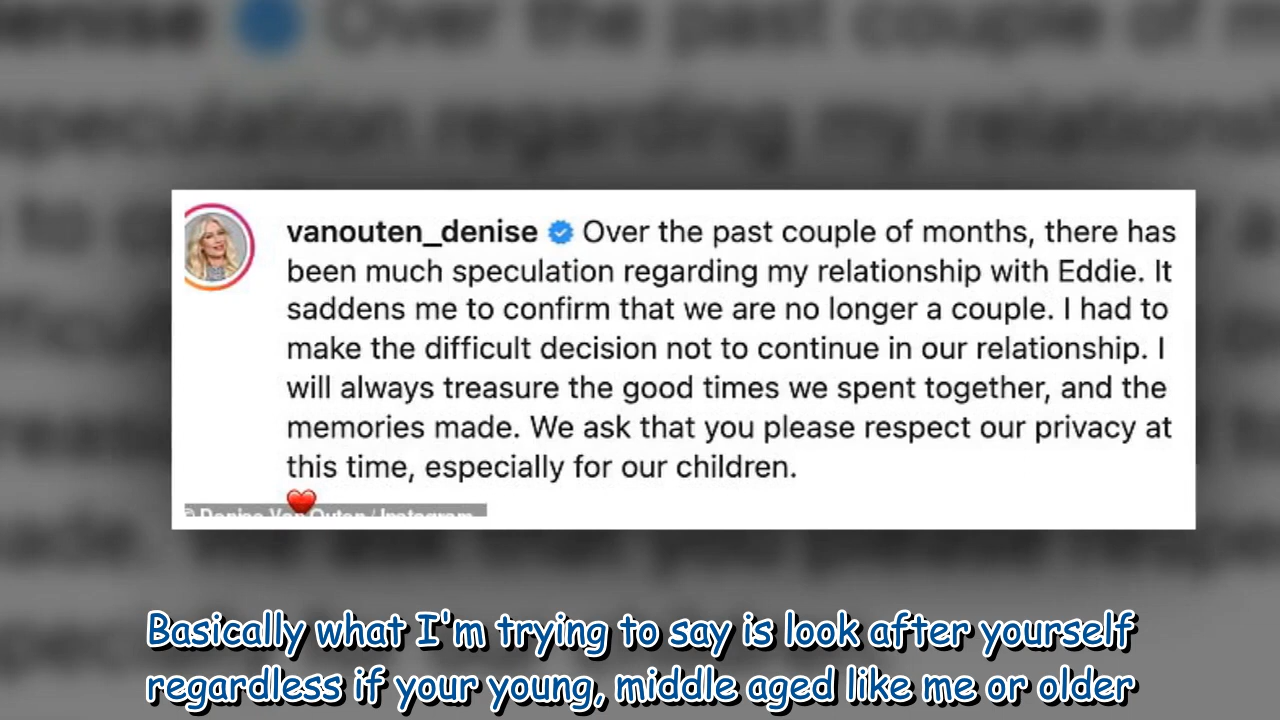 vanouten_denise Over the past couple of months, there has
been much speculation regarding my relationship with Eddie. It
saddens me to confirm that we are no longer a couple. I had to
make the difficult decision not to continue in our relationship. I
will always treasure the good times we spent together, and the
memories made. We ask that you please respect our privacy at
this time, especially for our children.
❤️
© Denise Van Outen / Instagram
Basically what I'm trying to say is look after yourself
regardless if your young, middle aged like me or older